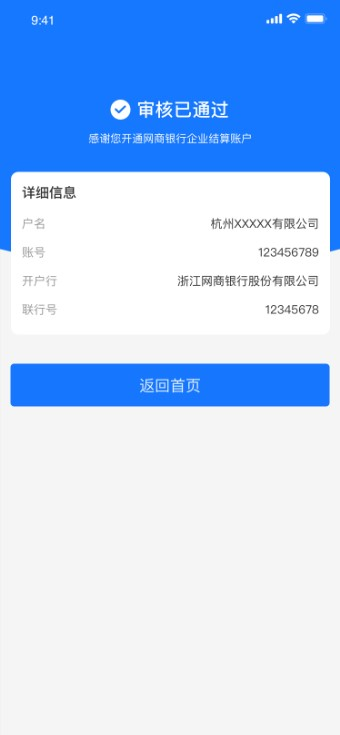 9:41
审核已通过
感谢您开通网商银行企业结算账户
详细信息
户名 杭州XXXXX有限公司
账号 123456789
开户行 浙江网商银行股份有限公司
联行号 12345678
返回首页